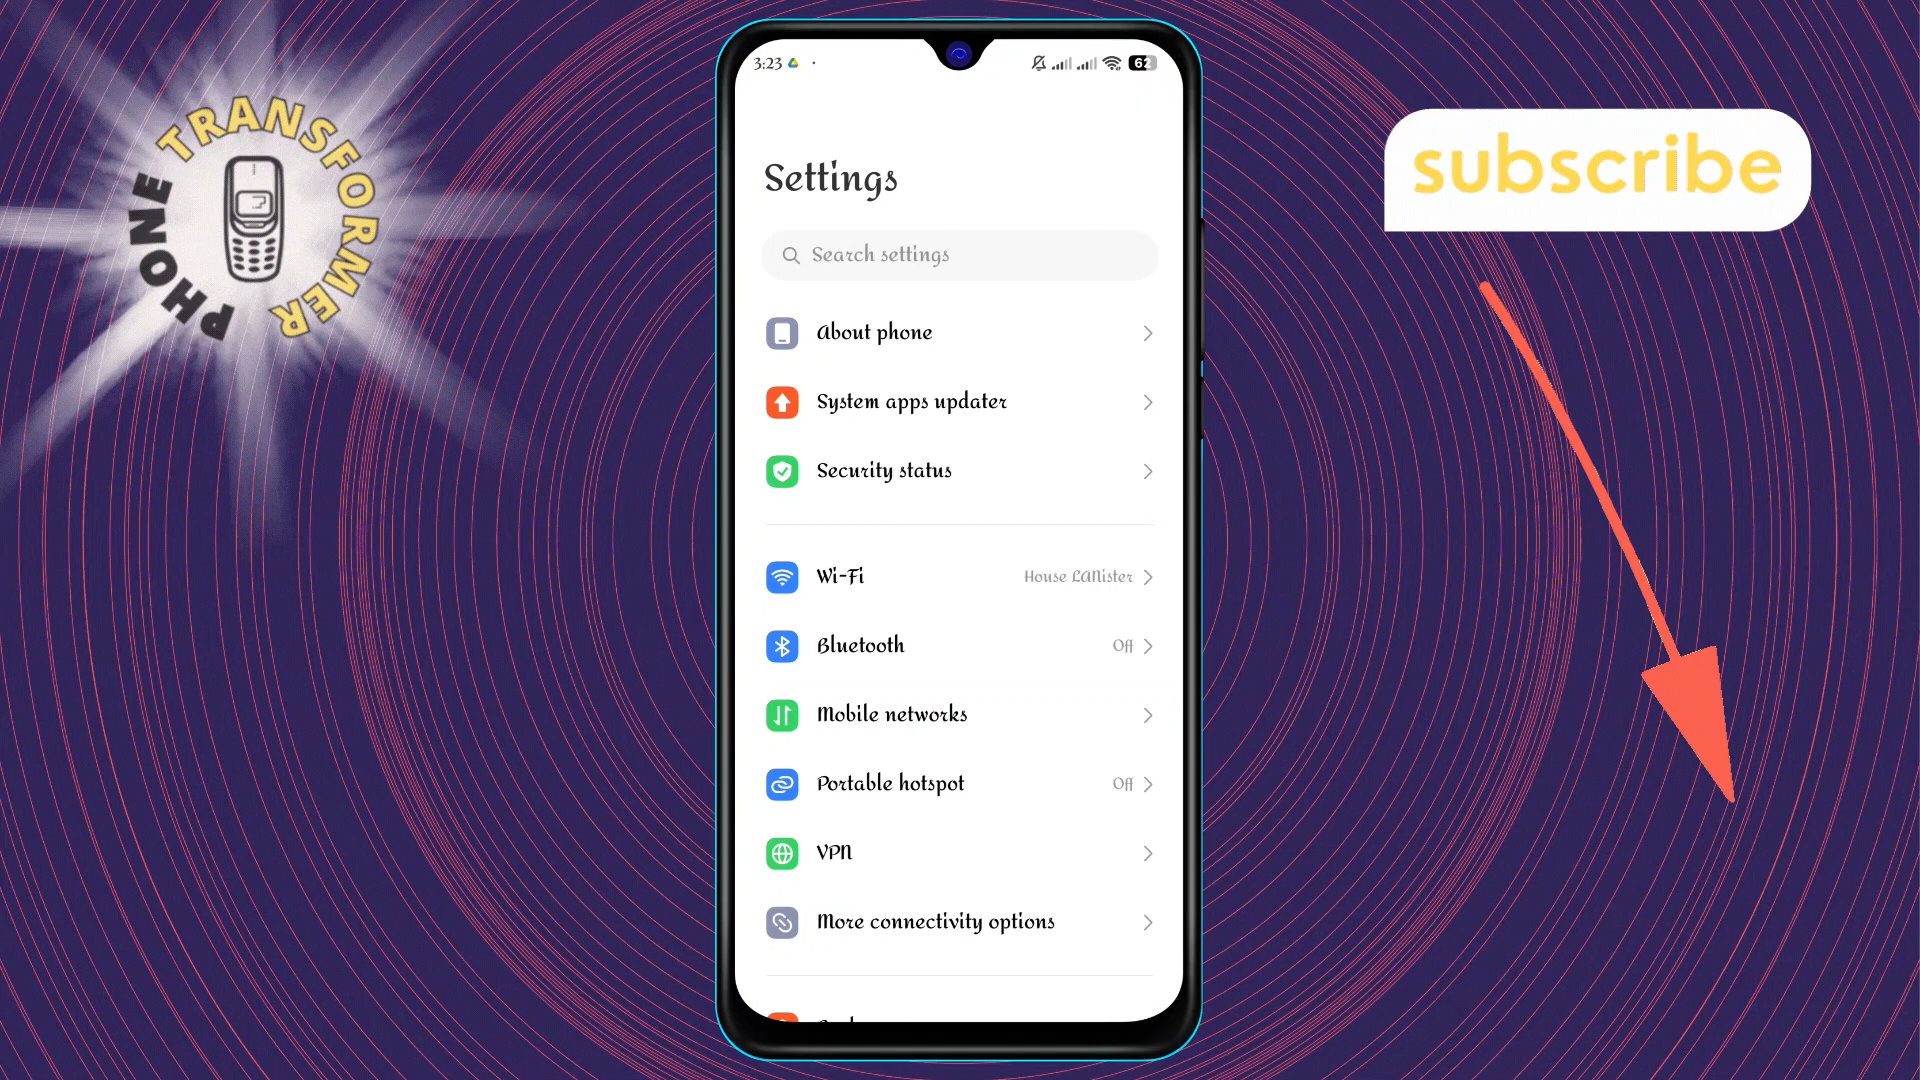 PHONE TRANSFORMER
subscribe
3:23
62
Settings
Search settings
About phone
System apps updater
Security status
Wi-Fi
House LANister
Bluetooth
Off
Mobile networks
Portable hotspot
Off
VPN
More connectivity options